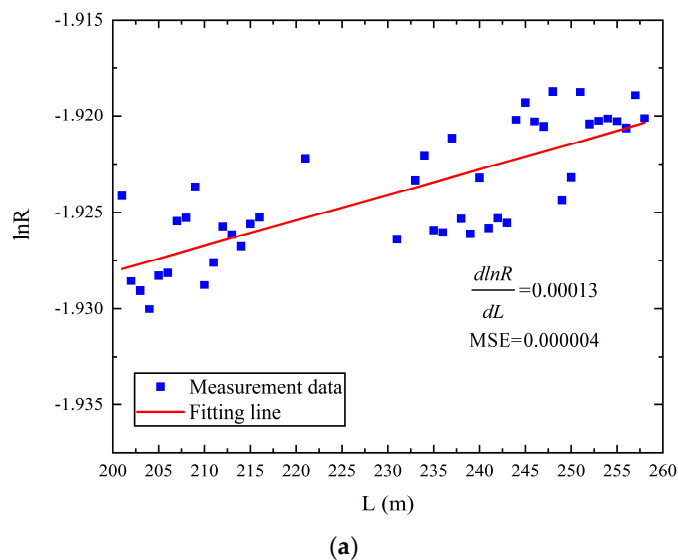 -1.915
-1.920
-1.925
-1.930
-1.935
lnR
dlnR
dL
=0.00013
MSE=0.000004
Measurement data
Fitting line
200 205 210 215 220 225 230 235 240 245 250 255 260
L (m)
(a)